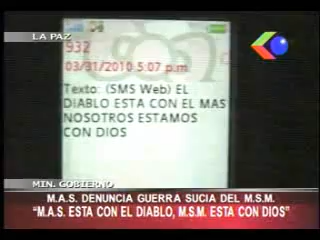 LA PAZ
932
03/31/2010 5:07 p.m
Texto: (SMS Web) EL
DIABLO ESTA CON EL MAS
NOSOTROS ESTAMOS
CON DIOS
MIN. GOBIERNO
M.A.S. DENUNCIA GUERRA SUCIA DEL M.S.M.
“M.A.S. ESTA CON EL DIABLO, M.S.M. ESTA CON DIOS”